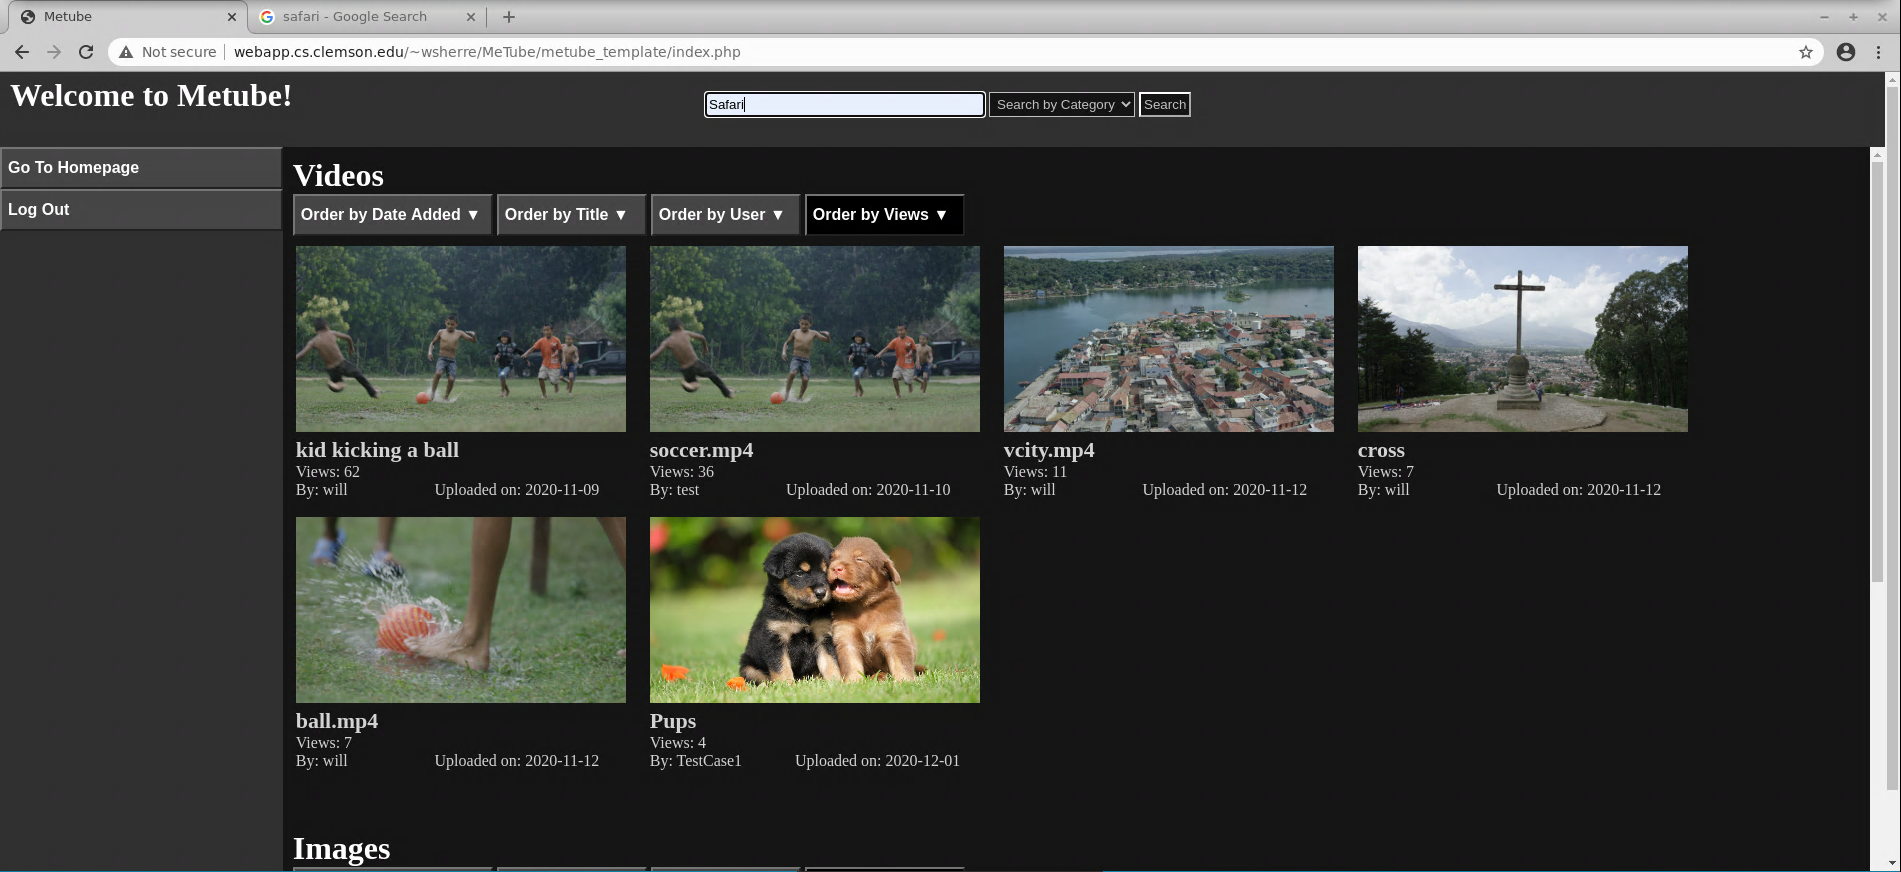 Metube
safari - Google Search
Not secure webapp.cs.clemson.edu/~wsherre/MeTube/metube_template/index.php
Welcome to Metube!
Safari
Search by Category
Search
Go To Homepage
Log Out
Videos
Order by Date Added ▼ Order by Title ▼ Order by User ▼ Order by Views ▼
kid kicking a ball
Views: 62
By: will Uploaded on: 2020-11-09
soccer.mp4
Views: 36
By: test Uploaded on: 2020-11-10
vcity.mp4
Views: 11
By: will Uploaded on: 2020-11-12
cross
Views: 7
By: will Uploaded on: 2020-11-12
ball.mp4
Views: 7
By: will Uploaded on: 2020-11-12
Pups
Views: 4
By: TestCase1 Uploaded on: 2020-12-01
Images